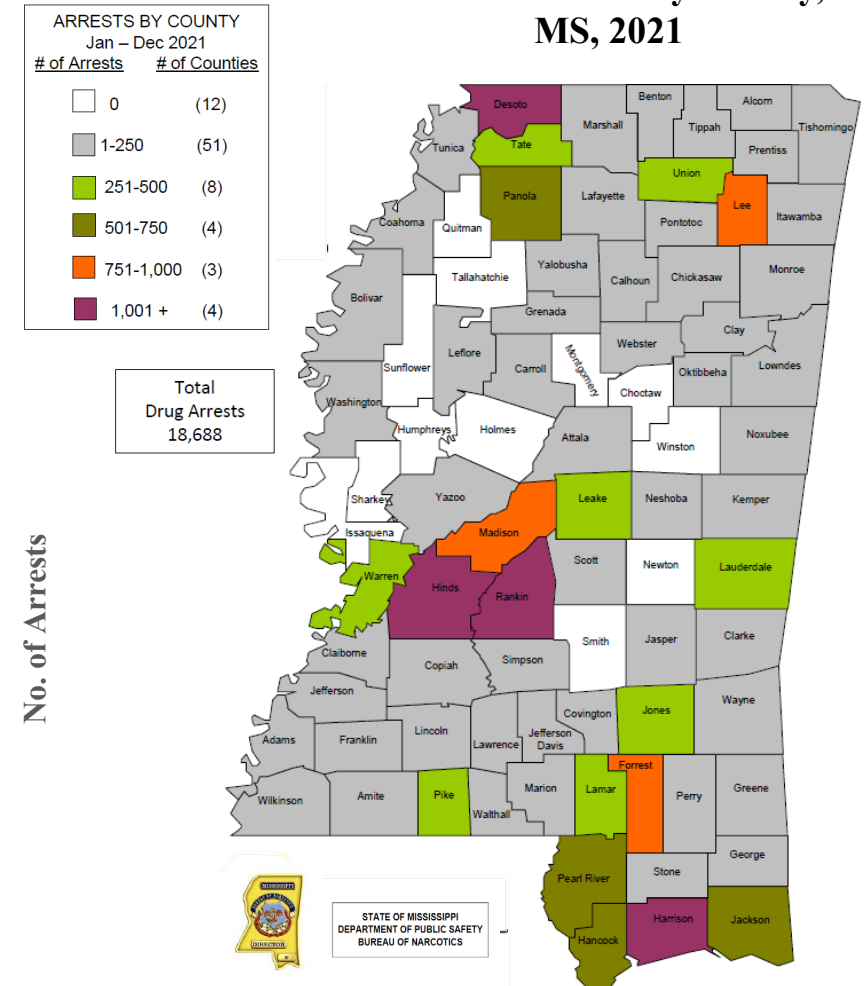 MS, 2021
ARRESTS BY COUNTY
Jan – Dec 2021
# of Arrests # of Counties
0 (12)
1-250 (51)
251-500 (8)
501-750 (4)
751-1,000 (3)
1,001 + (4)
Total
Drug Arrests
18,688
No. of Arrests
Desoto
Benton
Alcorn
Marshall
Tippah
Tishomingo
Tunica
Tate
Prentiss
Union
Panola
Lafayette
Lee
Coahoma
Quitman
Pontotoc
Itawamba
Tallahatchie
Yalobusha
Calhoun
Chickasaw
Monroe
Bolivar
Grenada
Clay
Leflore
Webster
Sunflower
Carroll
Montgomery
Oktibbeha
Lowndes
Choctaw
Washington
Humphreys
Holmes
Attala
Winston
Noxubee
Sharkey
Yazoo
Leake
Neshoba
Kemper
Issaquena
Madison
Scott
Newton
Lauderdale
Warren
Hinds
Rankin
Smith
Jasper
Clarke
Claiborne
Copiah
Simpson
Jefferson
Jones
Wayne
Covington
Adams
Franklin
Lincoln
Lawrence
Jefferson
Davis
Forrest
Wilkinson
Amite
Pike
Walthall
Marion
Lamar
Perry
Greene
George
Pearl River
Stone
Hancock
Harrison
Jackson
MISSISSIPPI
DIRECTOR
V
STATE OF MISSISSIPPI
DEPARTMENT OF PUBLIC SAFETY
BUREAU OF NARCOTICS